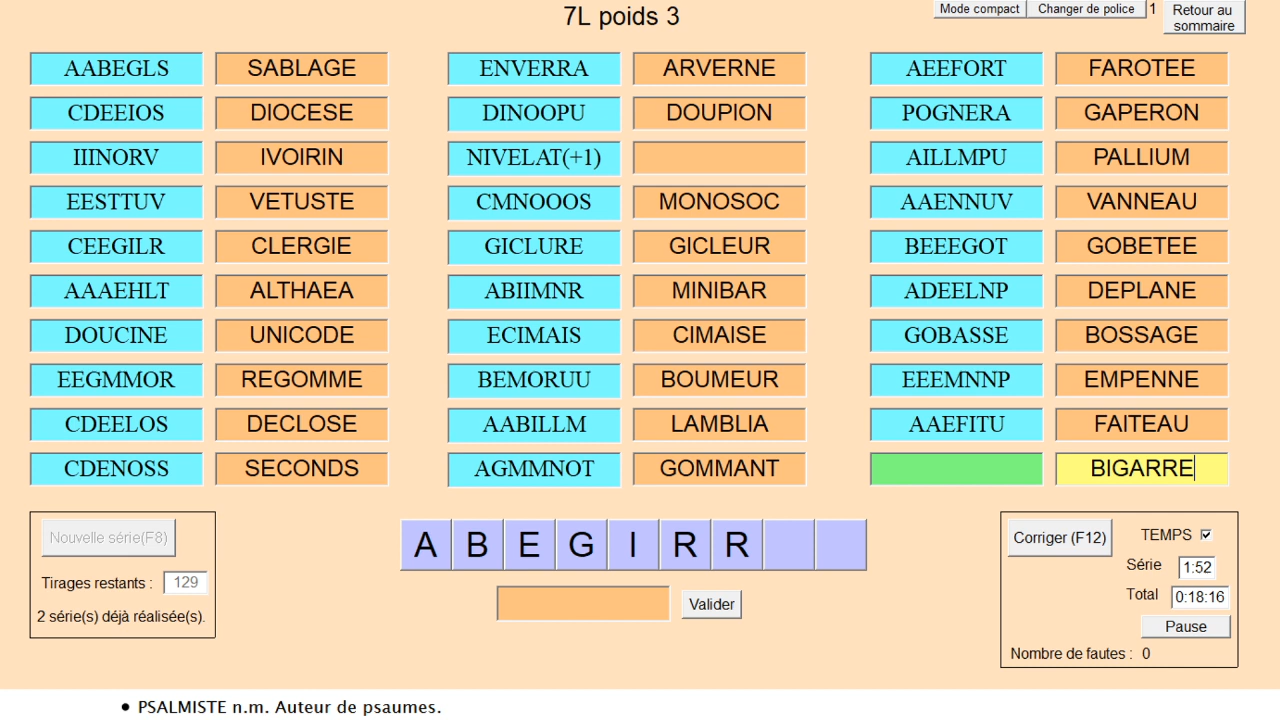 7L poids 3
Mode compact
Changer de police
1
Retour au
sommaire
AABEGLS SABLAGE ENVERRA ARVERNE AEEFORT FAROTEE
CDEEIOS DIOCESE DINOOPU DOUPION POGNERA GAPERON
IIINORV IVOIRIN NIVELAT(+1) AILLMPU PALLIUM
EESTTUV VETUSTE CMNOOOS MONOSOC AAENNUV VANNEAU
CEEGILR CLERGIE GICLURE GICLEUR BEEEGOT GOBETEE
AAAEHLT ALTHAEA ABIIMNR MINIBAR ADEELNP DEPLANE
DOUCINE UNICODE ECIMAIS CIMAISE GOBASSE BOSSAGE
EEGMMOR REGOMME BEMORUU BOUMEUR EEEMNNP EMPENNE
CDEELOS DECLOSE AABILLM LAMBLIA AAEFITU FAITEAU
CDENOSS SECONDS AGMMNOT GOMMANT BIGARRE
Nouvelle série(F8)
Tirages restants : 129
2 série(s) déjà réalisée(s).
A B E G I R R
Valider
Corriger (F12)
TEMPS
Série 1:52
Total 0:18:16
Pause
Nombre de fautes : 0
• PSALMISTE n.m. Auteur de psaumes.